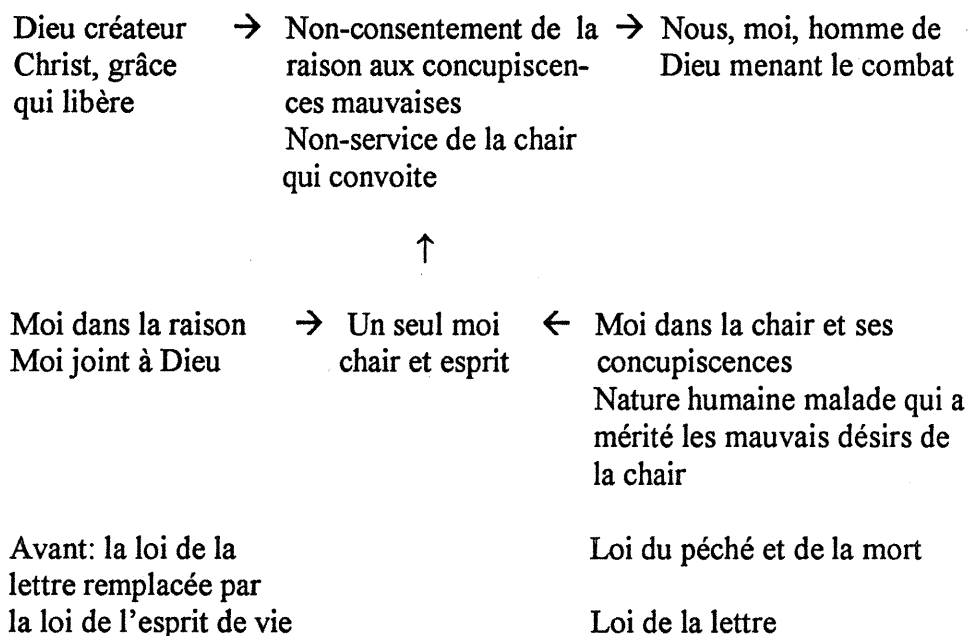 Dieu créateur → Non-consentement de la → Nous, moi, homme de
Christ, grâce raison aux concupiscen- Dieu menant le combat
qui libère ces mauvaises
Non-service de la chair
qui convoite
↑
Moi dans la raison → Un seul moi ← Moi dans la chair et ses
Moi joint à Dieu chair et esprit concupiscences
Nature humaine malade qui a
mérité les mauvais désirs de
la chair
Avant: la loi de la Loi du péché et de la mort
lettre remplacée par
la loi de l'esprit de vie Loi de la lettre